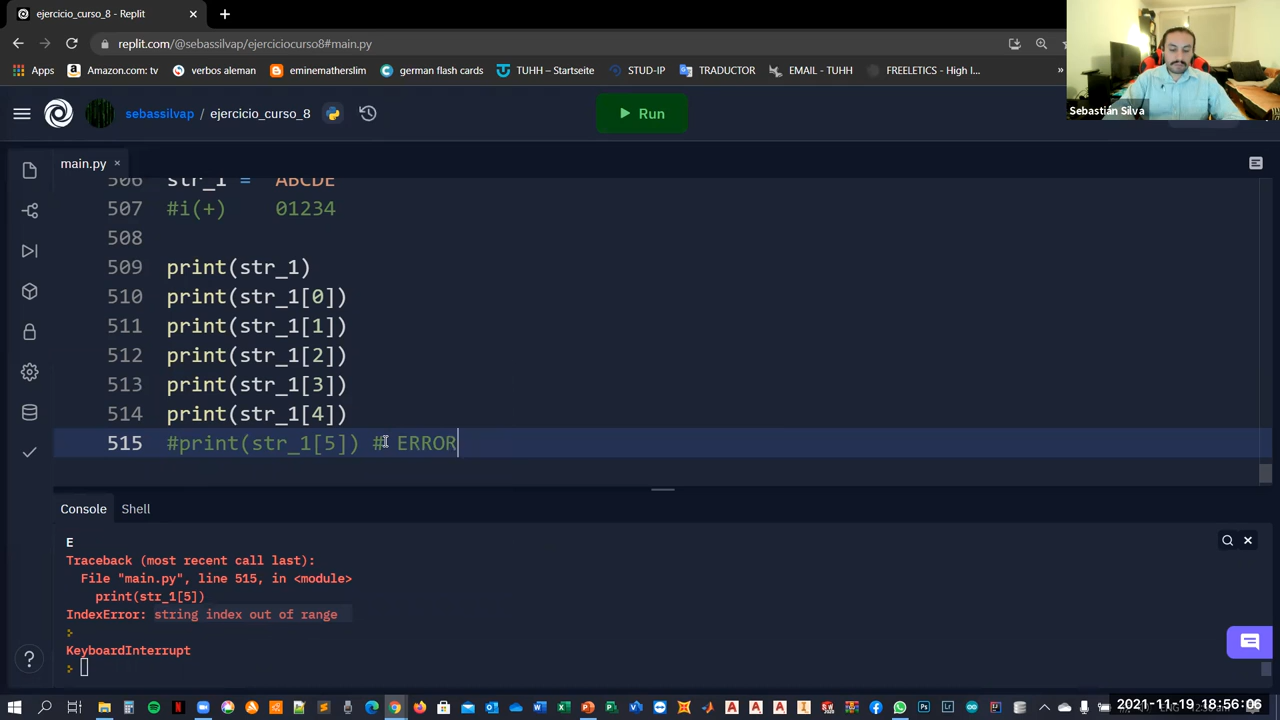 ejercicio_curso_8 - Replit
replit.com/@sebassilvap/ejerciciocurso8#main.py
Apps Amazon.com: tv verbos aleman eminematherslim german flash cards TUHH – Startseite STUD-IP TRADUCTOR EMAIL - TUHH FREELETICS - High I... »
Sebastián Silva
sebassilvap / ejercicio_curso_8 Run
main.py
506 str_1 = ABCDE
507 #i(+) 01234
508
509 print(str_1)
510 print(str_1[0])
511 print(str_1[1])
512 print(str_1[2])
513 print(str_1[3])
514 print(str_1[4])
515 #print(str_1[5]) # ERROR
Console Shell
E
Traceback (most recent call last):
File "main.py", line 515, in <module>
print(str_1[5])
IndexError: string index out of range
KeyboardInterrupt
2021-11-19 18:56:06